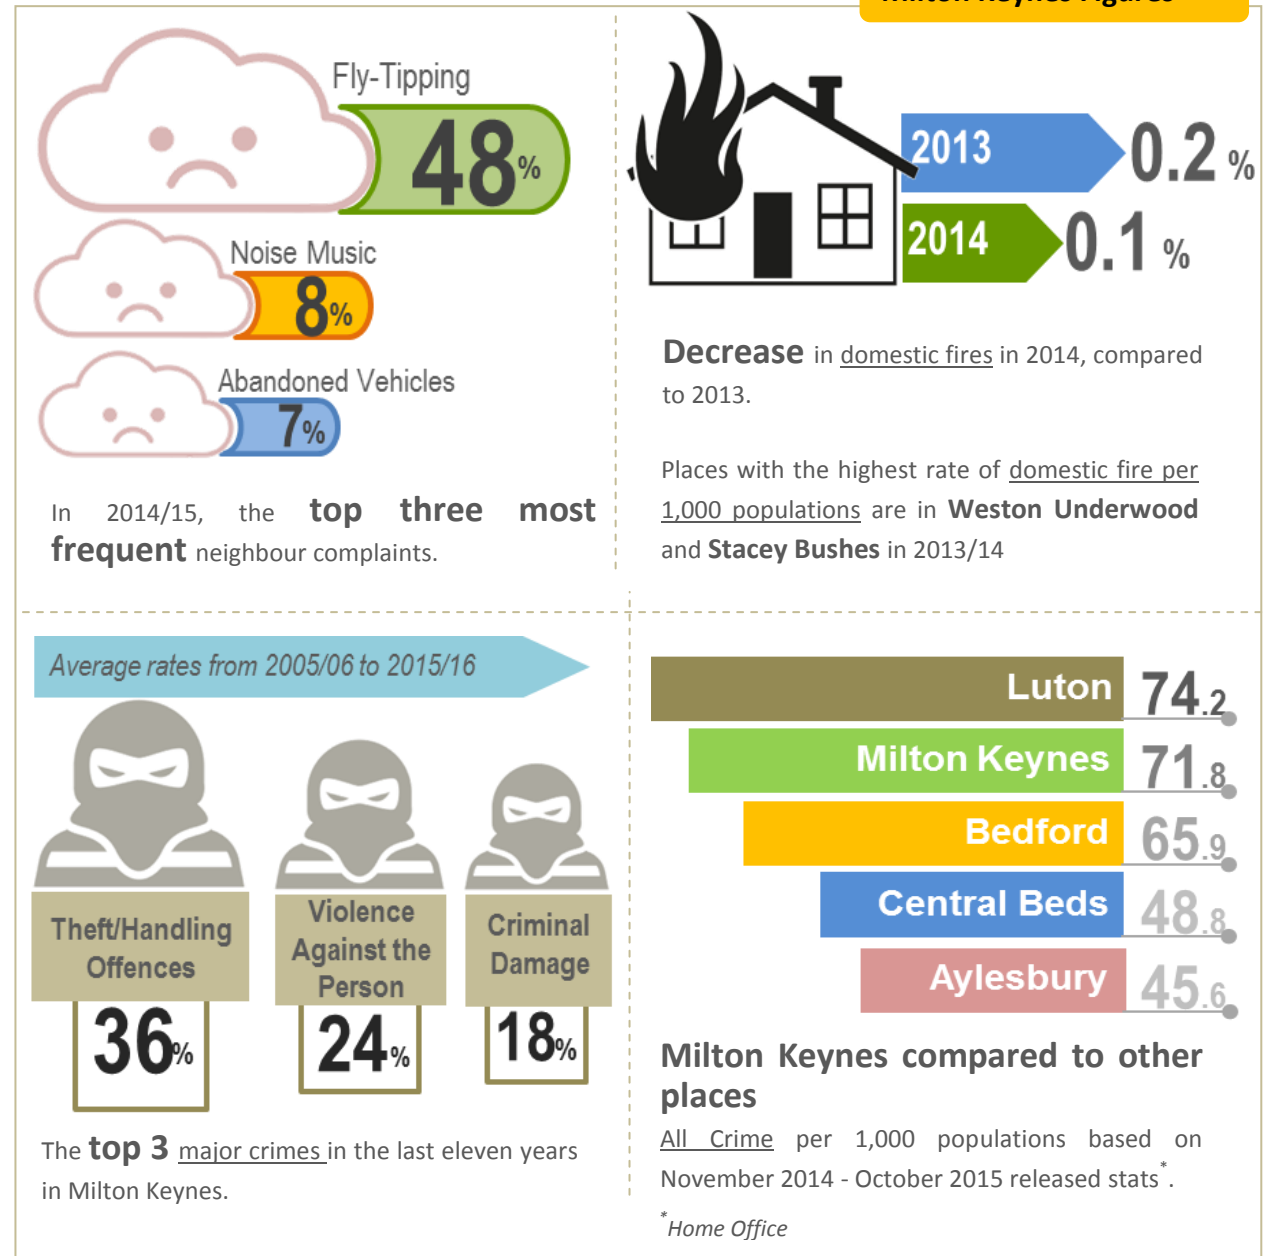 Milton Keynes Figures
Fly-Tipping
48%
Noise Music
8%
Abandoned Vehicles
7%
In 2014/15, the top three most
frequent neighbour complaints.
2013
0.2 %
2014
0.1 %
Decrease in domestic fires in 2014, compared
to 2013.
Places with the highest rate of domestic fire per
1,000 populations are in Weston Underwood
and Stacey Bushes in 2013/14
Average rates from 2005/06 to 2015/16
Theft/Handling
Offences
36%
Violence
Against the
Person
24%
Criminal
Damage
18%
The top 3 major crimes in the last eleven years
in Milton Keynes.
Luton 74.2
Milton Keynes 71.8
Bedford 65.9
Central Beds 48.8
Aylesbury 45.6
Milton Keynes compared to other
places
All Crime per 1,000 populations based on
November 2014 - October 2015 released stats*.
*Home Office